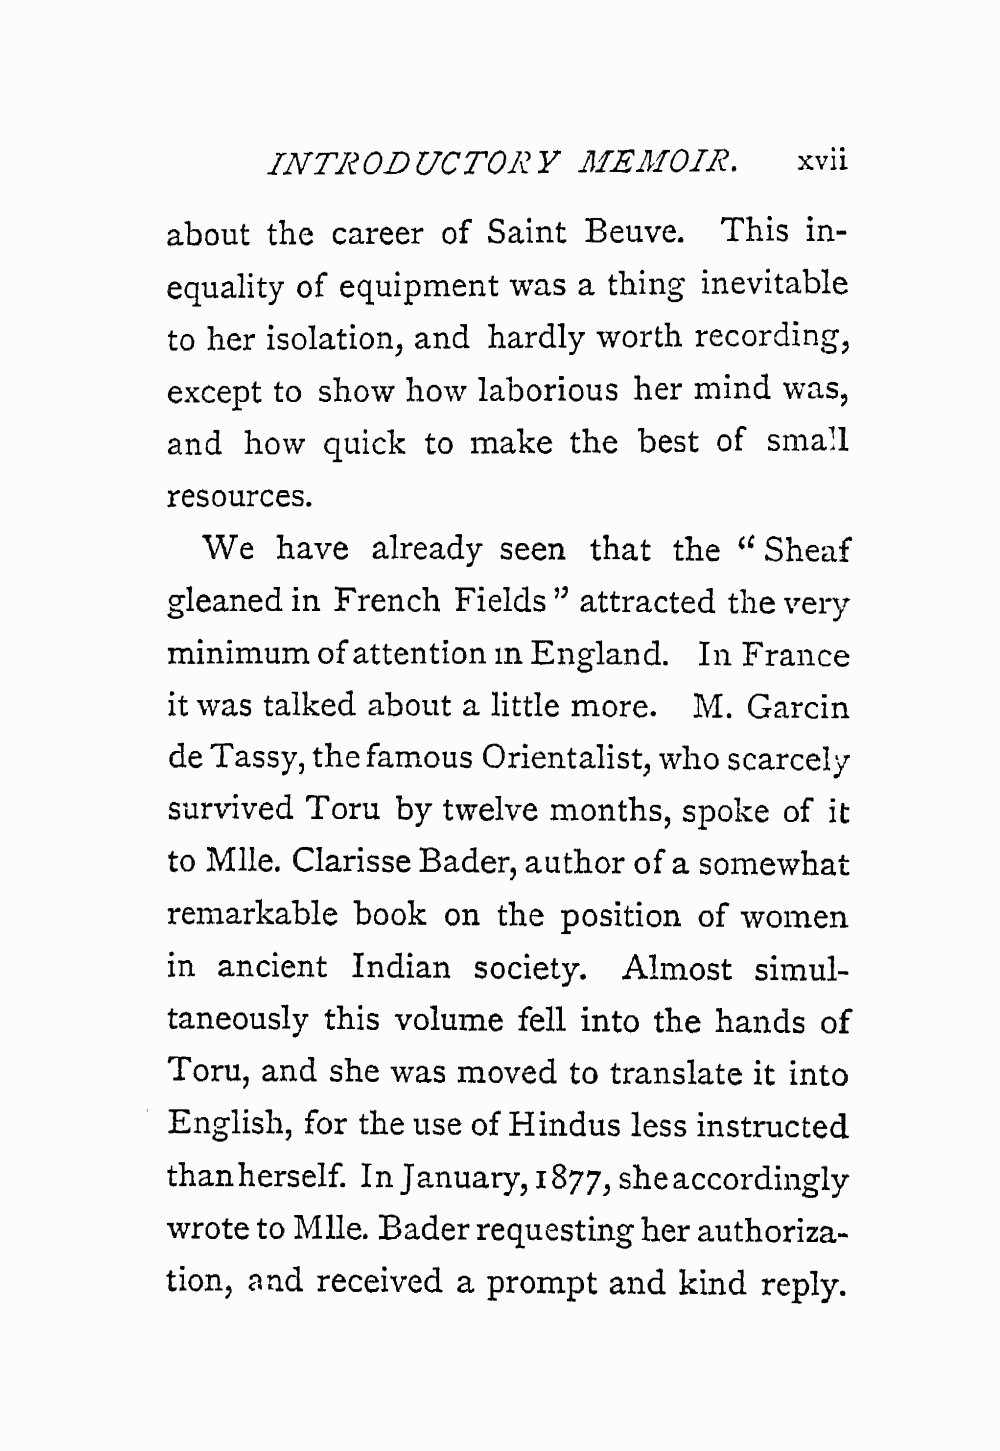 INTRODUCTORY MEMOIR. xvii
about the career of Saint Beuve. This in-
equality of equipment was a thing inevitable
to her isolation, and hardly worth recording,
except to show how laborious her mind was,
and how quick to make the best of small
resources.
We have already seen that the “Sheaf
gleaned in French Fields” attracted the very
minimum of attention in England. In France
it was talked about a little more. M. Garcin
de Tassy, the famous Orientalist, who scarcely
survived Toru by twelve months, spoke of it
to Mlle. Clarisse Bader, author of a somewhat
remarkable book on the position of women
in ancient Indian society. Almost simul-
taneously this volume fell into the hands of
Toru, and she was moved to translate it into
English, for the use of Hindus less instructed
than herself. In January, 1877, she accordingly
wrote to Mlle. Bader requesting her authoriza-
tion, and received a prompt and kind reply.